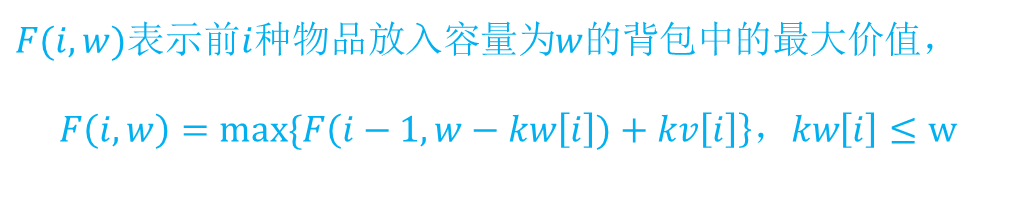 F(i, w)表示前i种物品放入容量为w的背包中的最大价值，
F(i, w) = max{F(i − 1, w − kw[i]) + kv[i]}，kw[i] ≤ w